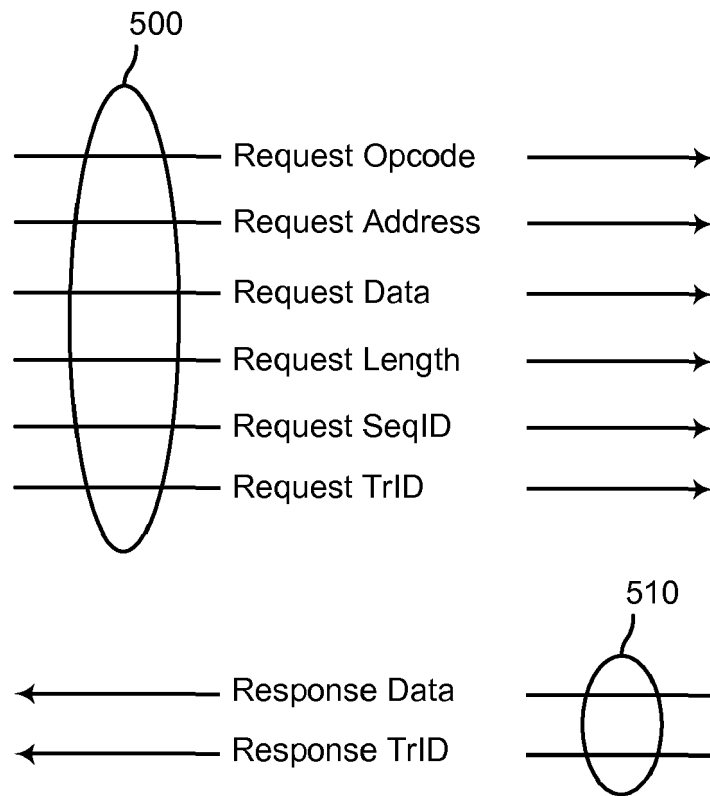 500
Request Opcode
Request Address
Request Data
Request Length
Request SeqID
Request TrID
510
Response Data
Response TrID